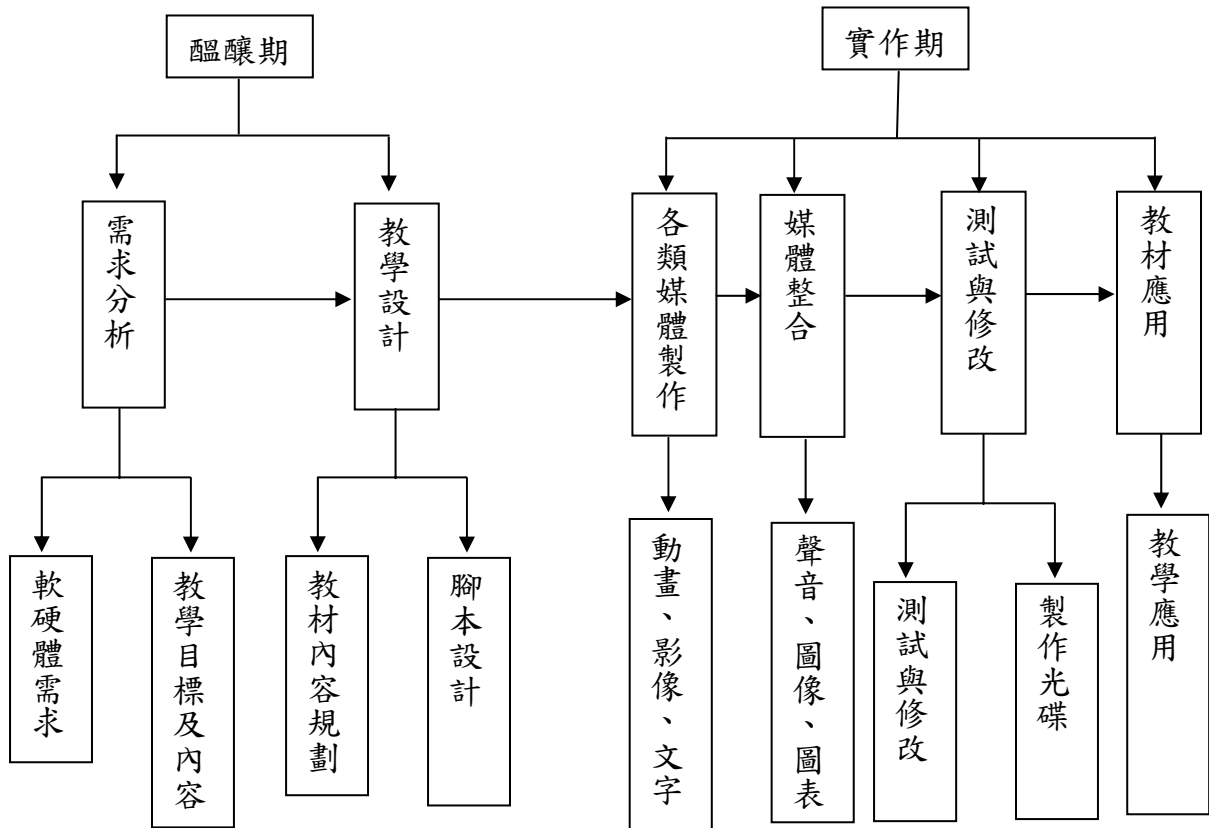 醞釀期
實作期
需求分析
教學設計
各類媒體製作
媒體整合
測試與修改
教材應用
軟硬體需求
教學目標及內容
教材內容規劃
腳本設計
動畫、影像、文字
聲音、圖像、圖表
測試與修改
製作光碟
教學應用